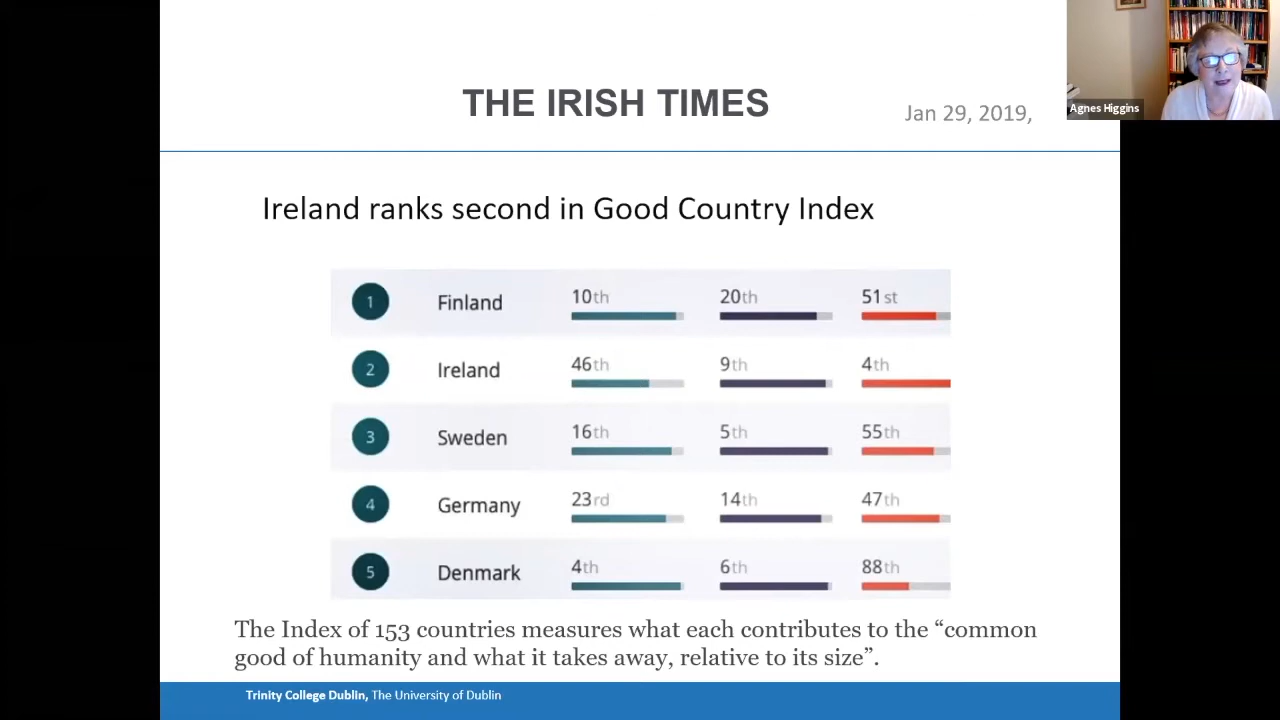 THE IRISH TIMES
Jan 29, 2019,
Agnes Higgins
Ireland ranks second in Good Country Index
1 Finland 10th 20th 51st
2 Ireland 46th 9th 4th
3 Sweden 16th 5th 55th
4 Germany 23rd 14th 47th
5 Denmark 4th 6th 88th
The Index of 153 countries measures what each contributes to the “common
good of humanity and what it takes away, relative to its size”.
Trinity College Dublin, The University of Dublin